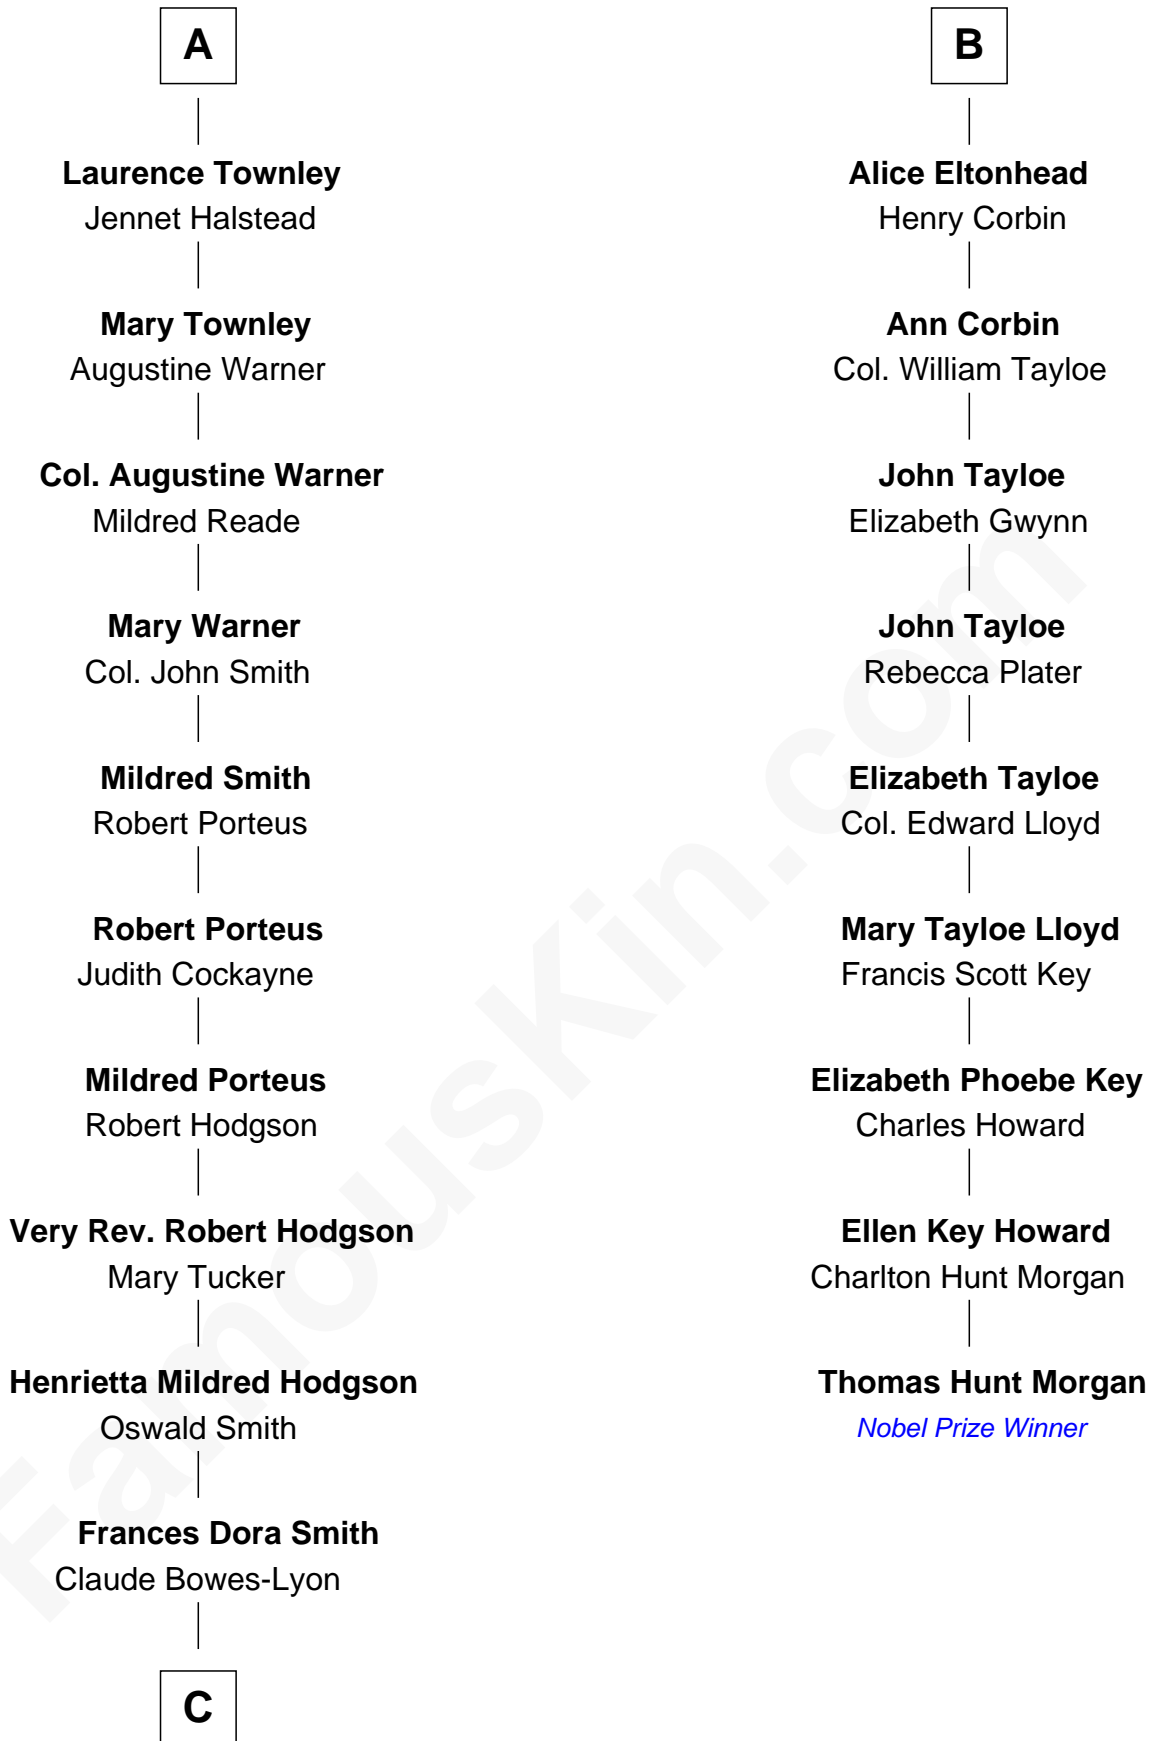 A
Laurence Townley
Jennet Halstead
Mary Townley
Augustine Warner
Col. Augustine Warner
Mildred Reade
Mary Warner
Col. John Smith
Mildred Smith
Robert Porteus
Robert Porteus
Judith Cockayne
Mildred Porteus
Robert Hodgson
Very Rev. Robert Hodgson
Mary Tucker
Henrietta Mildred Hodgson
Oswald Smith
Frances Dora Smith
Claude Bowes-Lyon
C
B
Alice Eltonhead
Henry Corbin
Ann Corbin
Col. William Tayloe
John Tayloe
Elizabeth Gwynn
John Tayloe
Rebecca Plater
Elizabeth Tayloe
Col. Edward Lloyd
Mary Tayloe Lloyd
Francis Scott Key
Elizabeth Phoebe Key
Charles Howard
Ellen Key Howard
Charlton Hunt Morgan
Thomas Hunt Morgan
Nobel Prize Winner
FamousKin.com